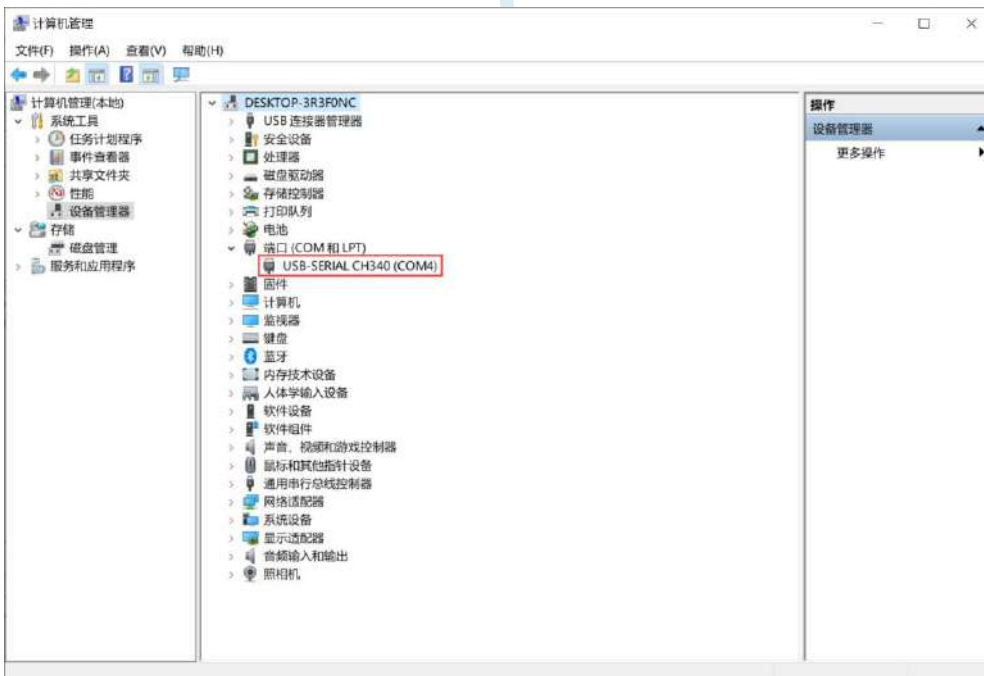 计算机管理
文件(F) 操作(A) 查看(V) 帮助(H)
计算机管理(本地)
系统工具
任务计划程序
事件查看器
共享文件夹
性能
设备管理器
存储
磁盘管理
服务和应用程序
DESKTOP-3R3F0NC
USB 连接器管理器
安全设备
处理器
磁盘驱动器
存储控制器
打印队列
电池
端口 (COM 和 LPT)
USB-SERIAL CH340 (COM4)
固件
计算机
监视器
键盘
蓝牙
内存技术设备
人体学输入设备
软件设备
软件组件
声音、视频和游戏控制器
鼠标和其他指针设备
通用串行总线控制器
网络适配器
系统设备
显示适配器
音频输入和输出
照相机
操作
设备管理器
更多操作